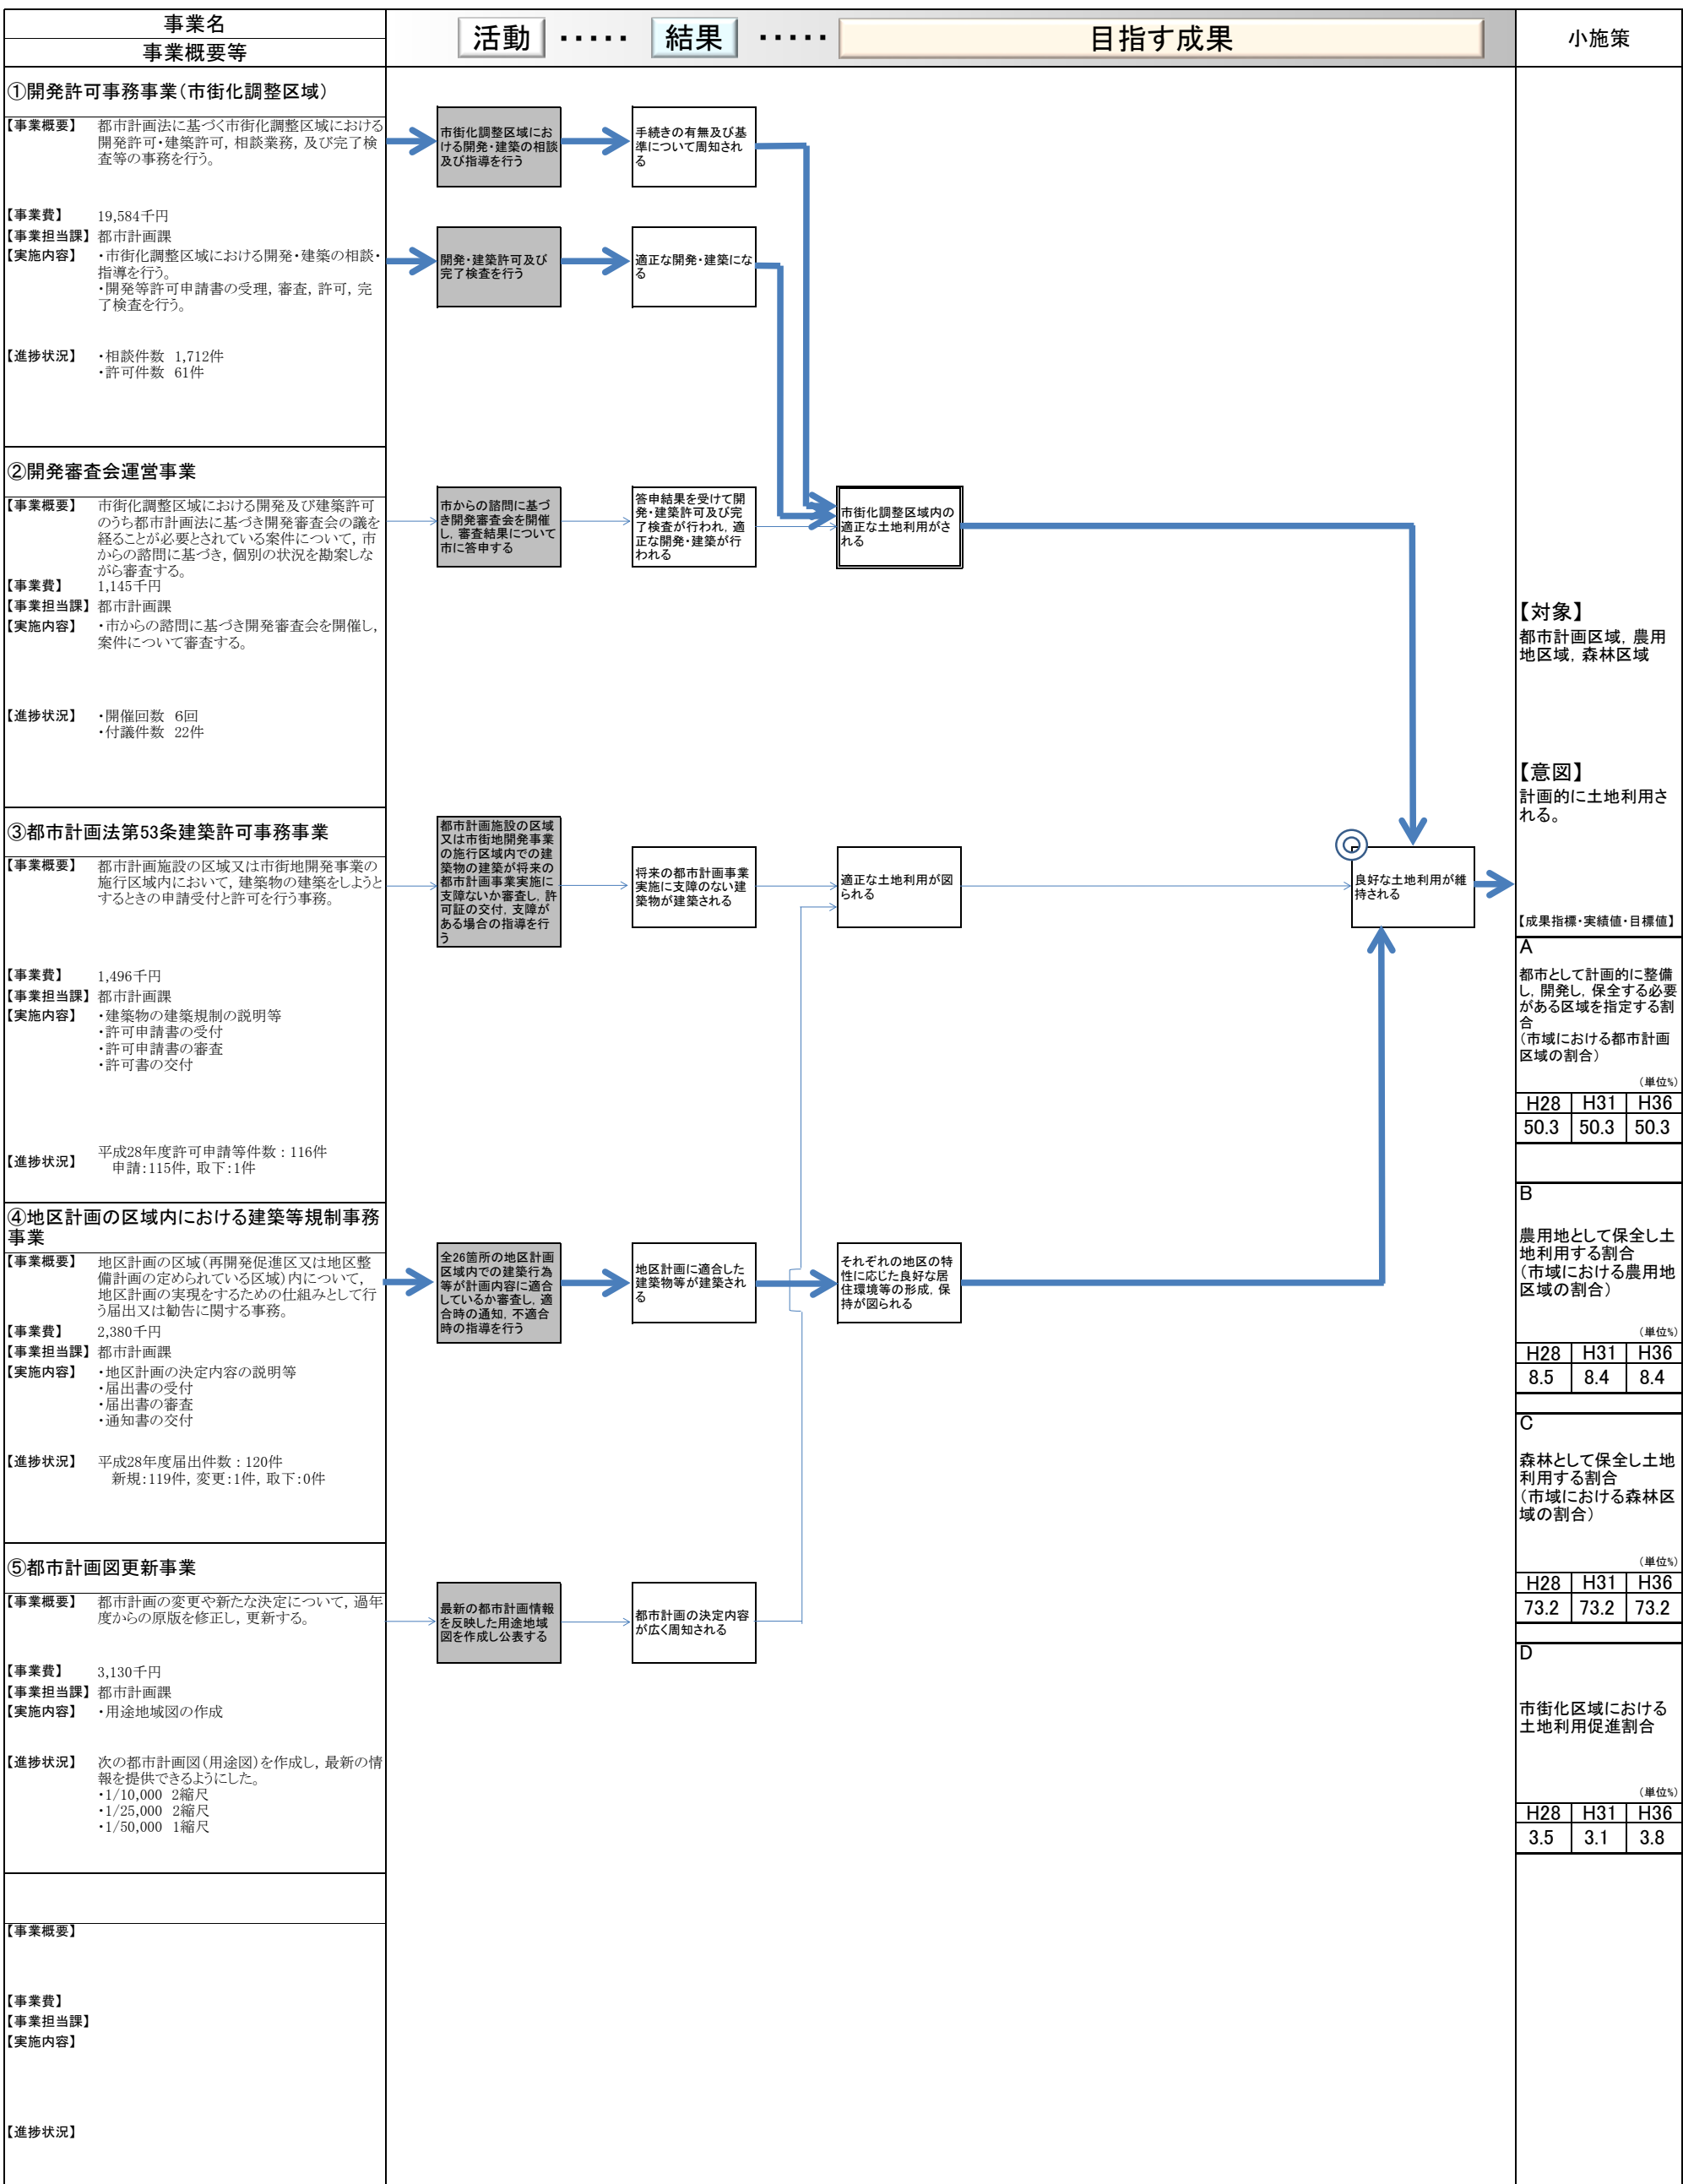 事業名
事業概要等
活動 ・・・・・ 結果 ・・・・・ 目指す成果
小施策
①開発許可事務事業（市街化調整区域）
【事業概要】 都市計画法に基づく市街化調整区域における
開発許可・建築許可，相談業務，及び完了検
査等の事務を行う。
【事業費】 19,584千円
【事業担当課】 都市計画課
【実施内容】 ・市街化調整区域における開発・建築の相談・
指導を行う。
・開発等許可申請書の受理，審査，許可，完
了検査を行う。
【進捗状況】 ・相談件数 1,712件
・許可件数 61件
市街化調整区域にお
ける開発・建築の相談
及び指導を行う
手続きの有無及び基
準について周知され
る
開発・建築許可及び
完了検査を行う
適正な開発・建築にな
る
②開発審査会運営事業
【事業概要】 市街化調整区域における開発及び建築許可
のうち都市計画法に基づき開発審査会の議を
経ることが必要とされている案件について，市
からの諮問に基づき，個別の状況を勘案しな
がら審査する。
【事業費】 1,145千円
【事業担当課】 都市計画課
【実施内容】 ・市からの諮問に基づき開発審査会を開催し，
案件について審査する。
【進捗状況】 ・開催回数 6回
・付議件数 22件
市からの諮問に基づ
き開発審査会を開催
し，審査結果について
市に答申する
答申結果を受けて開
発・建築許可及び完
了検査が行われ，適
正な開発・建築が行
われる
市街化調整区域内の
適正な土地利用がさ
れる
③都市計画法第53条建築許可事務事業
【事業概要】 都市計画施設の区域又は市街地開発事業の
施行区域内において，建築物の建築をしようと
するときの申請受付と許可を行う事務。
【事業費】 1,496千円
【事業担当課】 都市計画課
【実施内容】 ・建築物の建築規制の説明等
・許可申請書の受付
・許可申請書の審査
・許可書の交付
【進捗状況】 平成28年度許可申請等件数：116件
申請：115件，取下：1件
都市計画施設の区域
又は市街地開発事業
の施行区域内での建
築物の建築が将来の
都市計画事業実施に
支障ないか審査し，許
可証の交付，支障が
ある場合の指導を行
う
将来の都市計画事業
実施に支障のない建
築物が建築される
適正な土地利用が図
られる
良好な土地利用が維
持される
④地区計画の区域内における建築等規制事務
事業
【事業概要】 地区計画の区域（再開発促進区又は地区整
備計画の定められている区域）内について，
地区計画の実現をするための仕組みとして行
う届出又は勧告に関する事務。
【事業費】 2,380千円
【事業担当課】 都市計画課
【実施内容】 ・地区計画の決定内容の説明等
・届出書の受付
・届出書の審査
・通知書の交付
【進捗状況】 平成28年度届出件数：120件
新規：119件，変更：1件，取下：0件
全26箇所の地区計画
区域内での建築行為
等が計画内容に適合
しているか審査し，適
合時の通知，不適合
時の指導を行う
地区計画に適合した
建築物等が建築され
る
それぞれの地区の特
性に応じた良好な居
住環境等の形成，保
持が図られる
⑤都市計画図更新事業
【事業概要】 都市計画の変更や新たな決定について，過年
度からの原版を修正し，更新する。
【事業費】 3,130千円
【事業担当課】 都市計画課
【実施内容】 ・用途地域図の作成
【進捗状況】 次の都市計画図（用途図）を作成し，最新の情
報を提供できるようにした。
・1/10,000 2縮尺
・1/25,000 2縮尺
・1/50,000 1縮尺
最新の都市計画情報
を反映した用途地域
図を作成し公表する
都市計画の決定内容
が広く周知される
【事業概要】
【事業費】
【事業担当課】
【実施内容】
【進捗状況】
【対象】
都市計画区域，農用
地区域，森林区域
【意図】
計画的に土地利用さ
れる。
【成果指標・実績値・目標値】
A
都市として計画的に整備
し，開発し，保全する必要
がある区域を指定する割
合
（市域における都市計画
区域の割合）
（単位%）
H28 H31 H36
50.3 50.3 50.3
B
農用地として保全し土
地利用する割合
（市域における農用地
区域の割合）
（単位%）
H28 H31 H36
8.5 8.4 8.4
C
森林として保全し土地
利用する割合
（市域における森林区
域の割合）
（単位%）
H28 H31 H36
73.2 73.2 73.2
D
市街化区域における
土地利用促進割合
（単位%）
H28 H31 H36
3.5 3.1 3.8